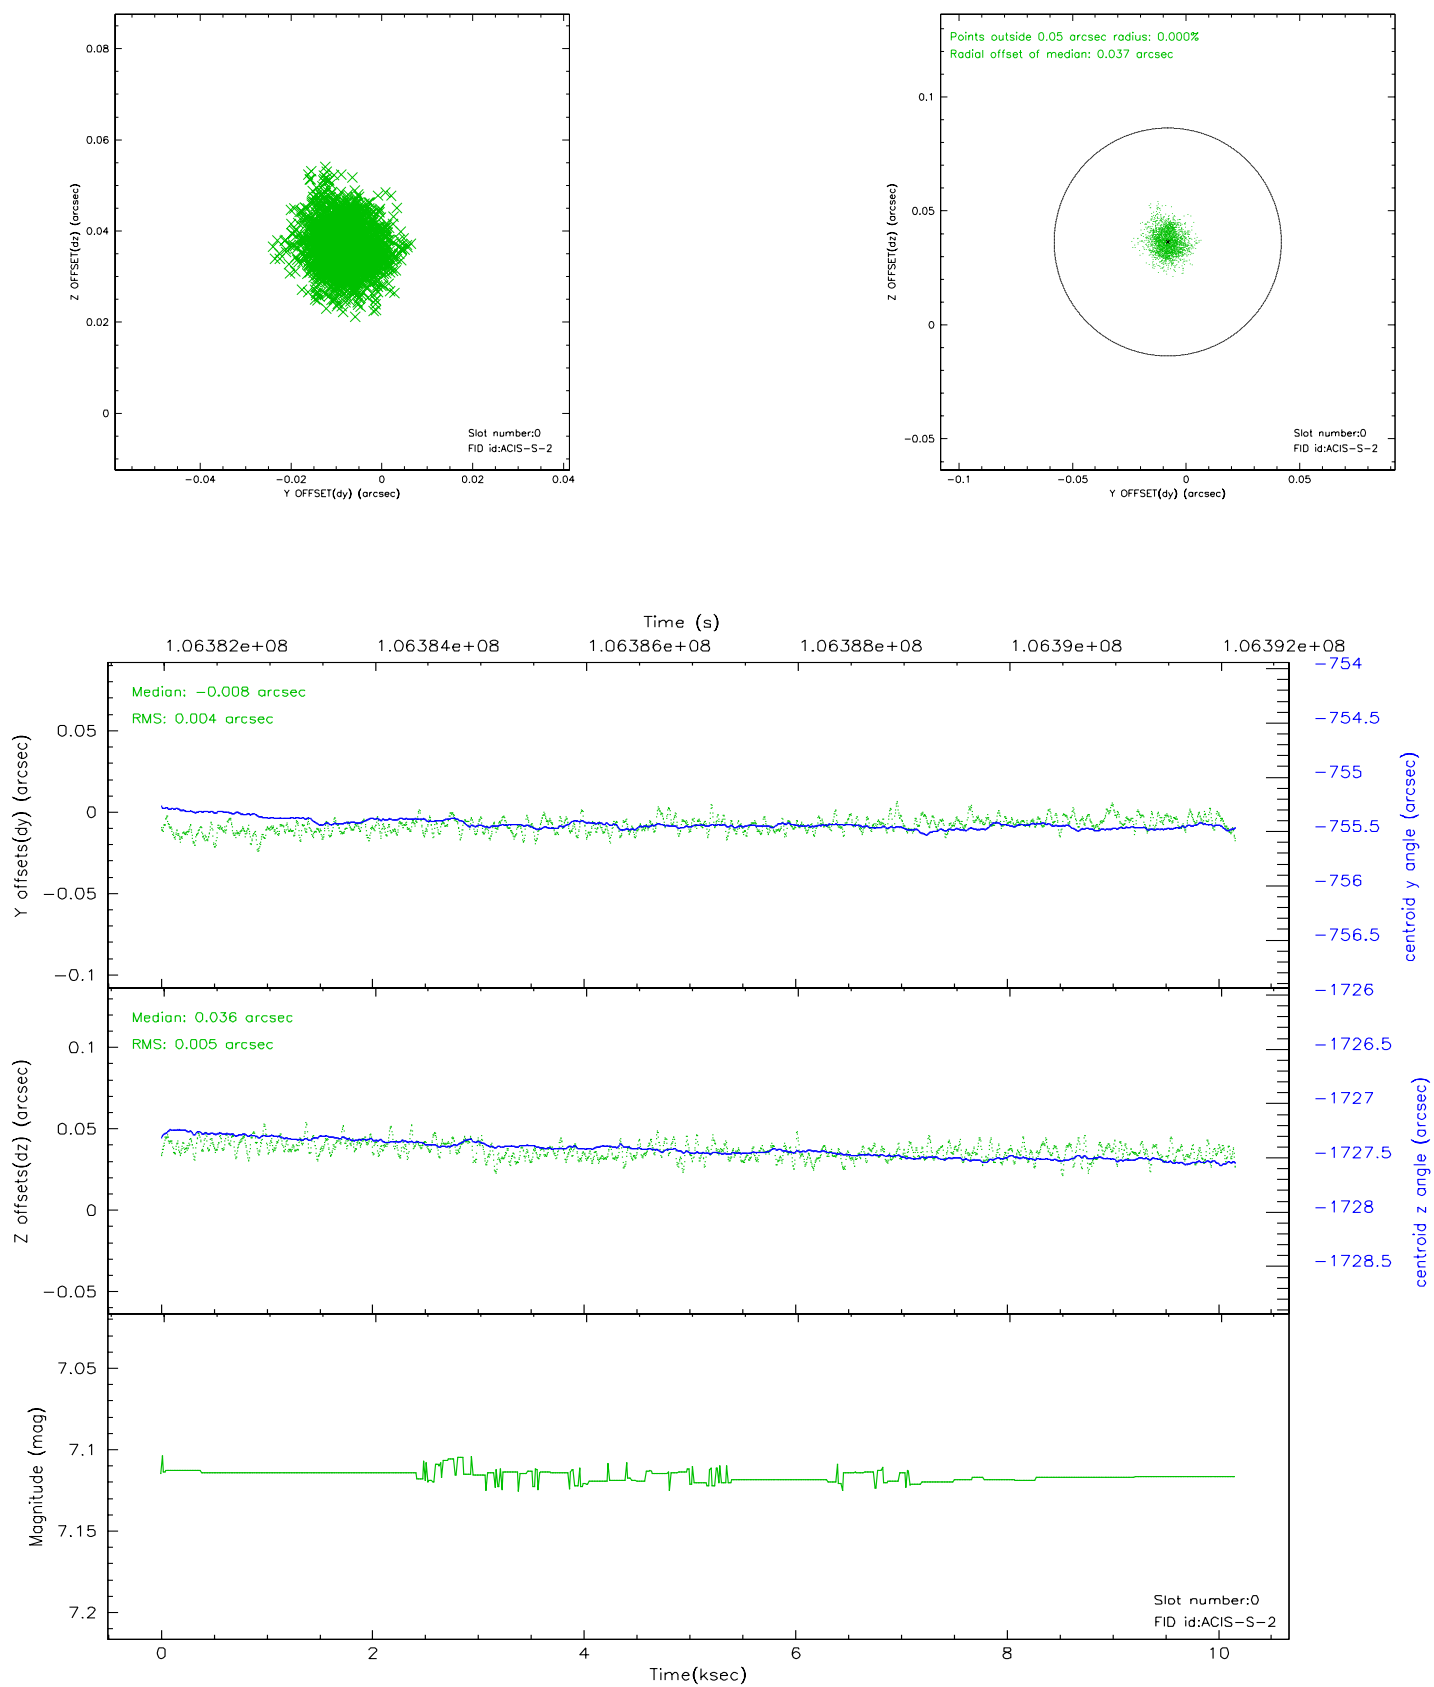 0.08
0.06
0.04
0.02
0
Z OFFSET(dz) (arcsec)
Slot number:0
FID id:ACIS-S-2
-0.04 -0.02 0 0.02 0.04
Y OFFSET(dy) (arcsec)
Points outside 0.05 arcsec radius: 0.000%
Radial offset of median: 0.037 arcsec
0.1
0.05
0
-0.05
Z OFFSET(dz) (arcsec)
Slot number:0
FID id:ACIS-S-2
-0.1 -0.05 0 0.05
Y OFFSET(dy) (arcsec)
Time (s)
1.06382e+08 1.06384e+08 1.06386e+08 1.06388e+08 1.0639e+08 1.06392e+08
Median: -0.008 arcsec
RMS: 0.004 arcsec
0.05
0
-0.05
-0.1
Y offsets(dy) (arcsec)
-754
-754.5
-755
-755.5
-756
-756.5
centroid y angle (arcsec)
Median: 0.036 arcsec
RMS: 0.005 arcsec
0.1
0.05
0
-0.05
Z offsets(dz) (arcsec)
-1726
-1726.5
-1727
-1727.5
-1728
-1728.5
centroid z angle (arcsec)
7.05
7.1
7.15
7.2
Magnitude (mag)
Slot number:0
FID id:ACIS-S-2
0 2 4 6 8 10
Time(ksec)